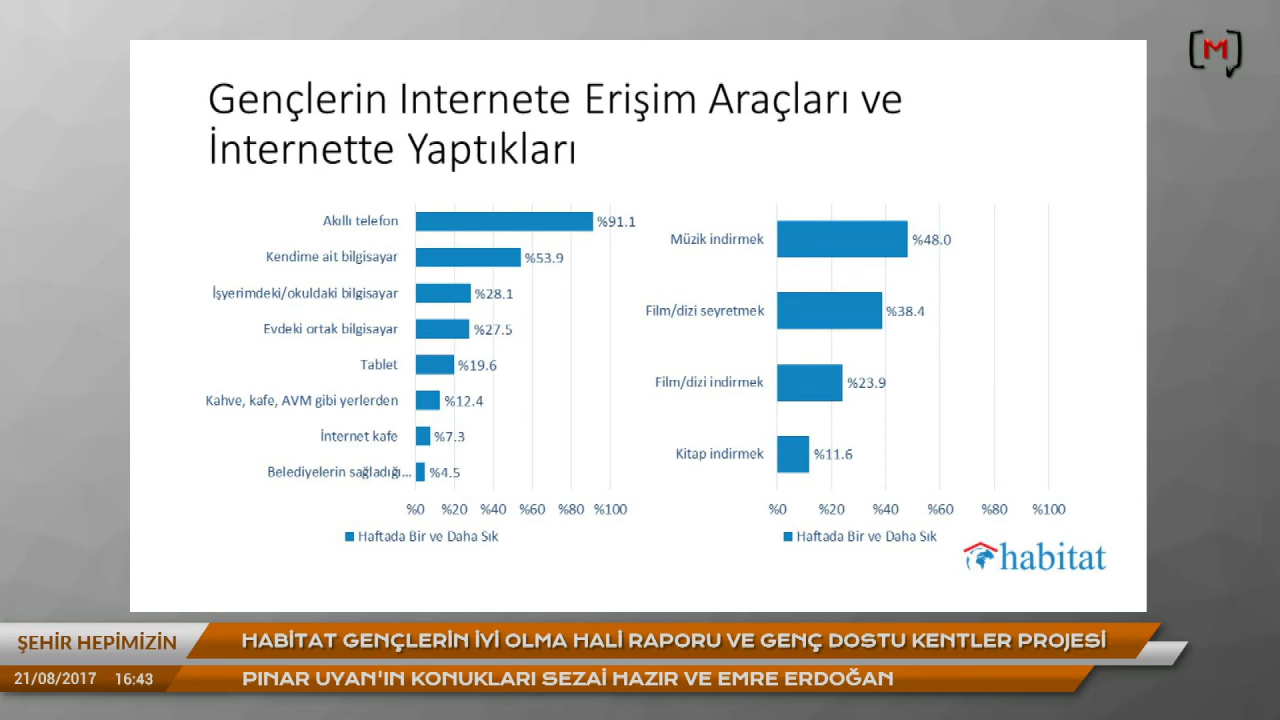 [M]
Gençlerin Internete Erişim Araçları ve
İnternette Yaptıkları
Akıllı telefon %91.1
Kendime ait bilgisayar %53.9
İşyerimdeki/okuldaki bilgisayar %28.1
Evdeki ortak bilgisayar %27.5
Tablet %19.6
Kahve, kafe, AVM gibi yerlerden %12.4
İnternet kafe %7.3
Belediyelerin sağladığı... %4.5
%0 %20 %40 %60 %80 %100
Haftada Bir ve Daha Sık
Müzik indirmek %48.0
Film/dizi seyretmek %38.4
Film/dizi indirmek %23.9
Kitap indirmek %11.6
%0 %20 %40 %60 %80 %100
Haftada Bir ve Daha Sık
habitat
ŞEHİR HEPİMİZİN
HABİTAT GENÇLERİN İYİ OLMA HALİ RAPORU VE GENÇ DOSTU KENTLER PROJESİ
21/08/2017 16:43
PINAR UYAN'IN KONUKLARI SEZAİ HAZIR VE EMRE ERDOĞAN